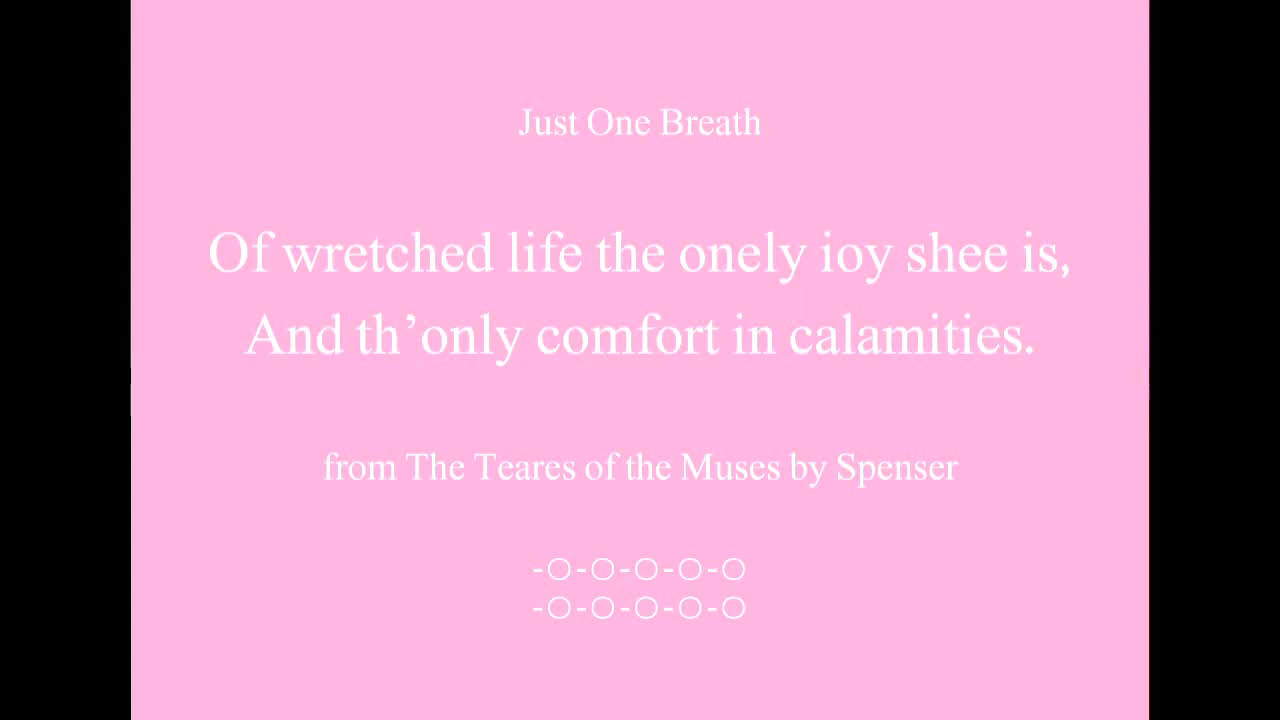 Just One Breath
Of wretched life the onely ioy shee is,
And th’only comfort in calamities.
from The Teares of the Muses by Spenser
-○-○-○-○-○
-○-○-○-○-○